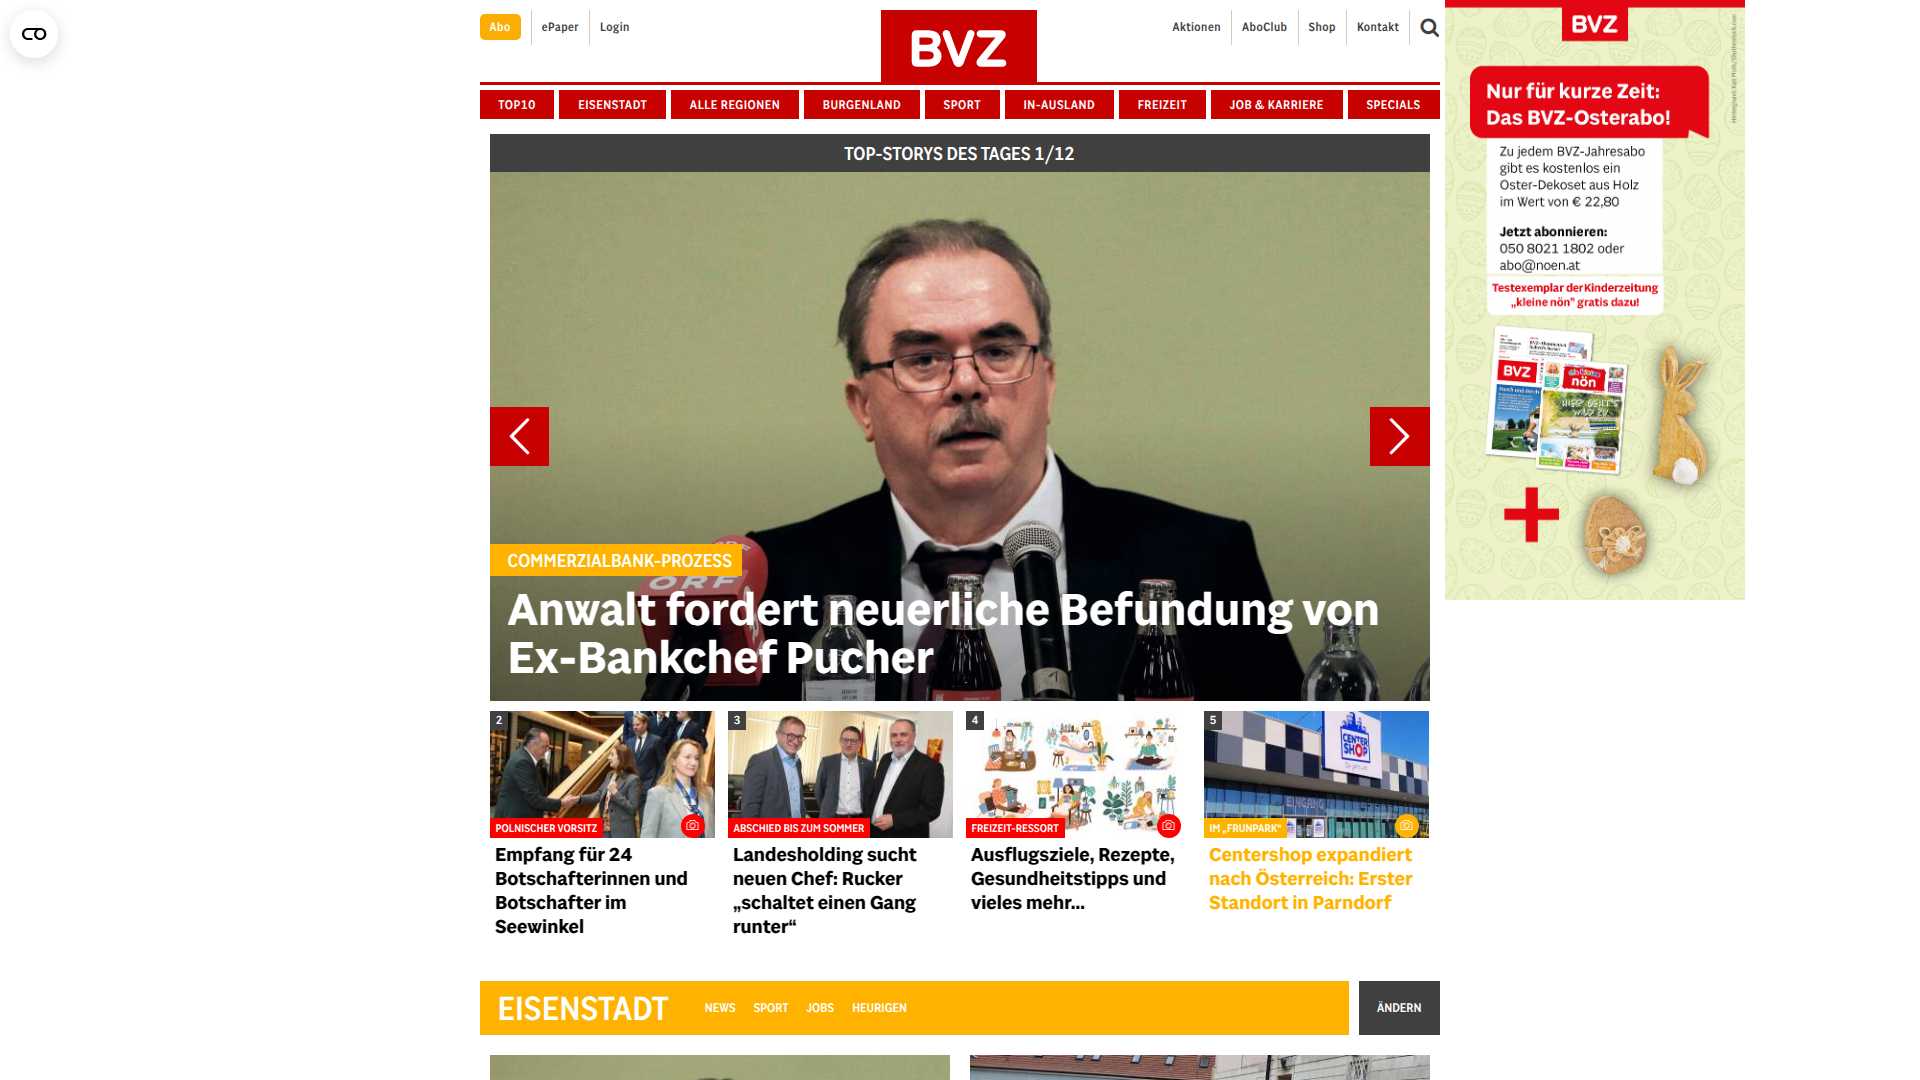 Abo
ePaper
Login
BVZ
Aktionen
AboClub
Shop
Kontakt
TOP10
EISENSTADT
ALLE REGIONEN
BURGENLAND
SPORT
IN-AUSLAND
FREIZEIT
JOB & KARRIERE
SPECIALS
TOP-STORYS DES TAGES 1/12
ORF
COMMERZIALBANK-PROZESS
Anwalt fordert neuerliche Befundung von
Ex-Bankchef Pucher
2
POLNISCHER VORSITZ
Empfang für 24
Botschafterinnen und
Botschafter im
Seewinkel
3
ABSCHIED BIS ZUM SOMMER
Landesholding sucht
neuen Chef: Rucker
„schaltet einen Gang
runter“
4
FREIZEIT-RESSORT
Ausflugsziele, Rezepte,
Gesundheitstipps und
vieles mehr...
5
CENTER
SHOP
EINGANG
IM „FRUNPARK“
Centershop expandiert
nach Österreich: Erster
Standort in Parndorf
EISENSTADT
NEWS
SPORT
JOBS
HEURIGEN
ÄNDERN
BVZ
Nur für kurze Zeit:
Das BVZ-Osterabo!
Zu jedem BVZ-Jahresabo
gibt es kostenlos ein
Oster-Dekoset aus Holz
im Wert von € 22,80
Jetzt abonnieren:
050 8021 1802 oder
abo@noen.at
Testexemplar der Kinderzeitung
„kleine nön“ gratis dazu!
BVZ
nön